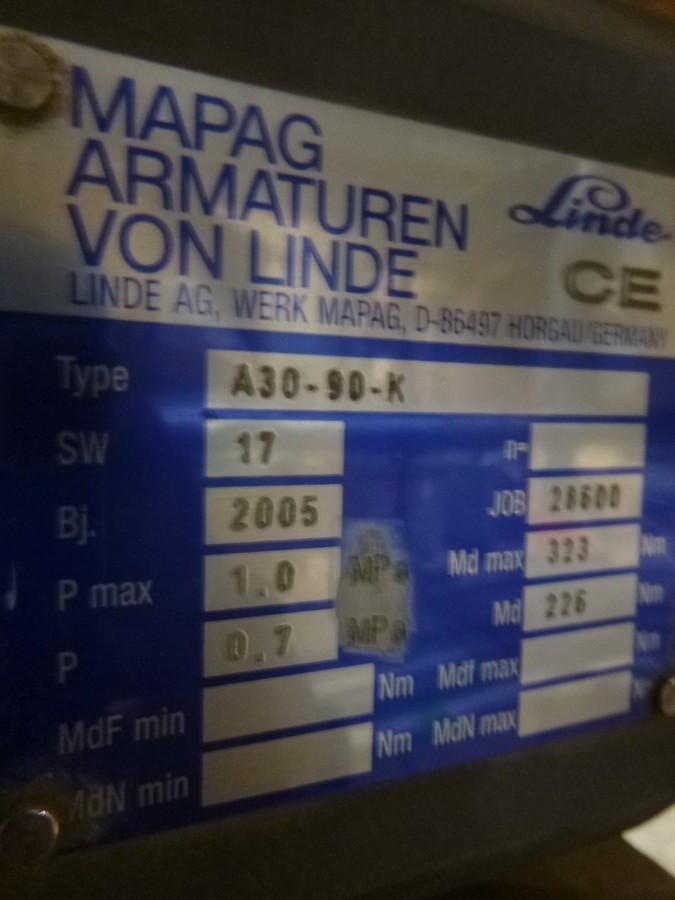 MAPAG
ARMATUREN
VON LINDE
Linde
CE
LINDE AG, WERK MAPAG, D-86497 HORGAU/GERMANY
Type A30-90-K
SW 17 n=
Bj. 2005 JOB 28600
P max 1.0 MPa Md max 323 Nm
P 0.7 MPa Md 226 Nm
MdF min Nm Mdf max Nm
MdN min Nm MdN max